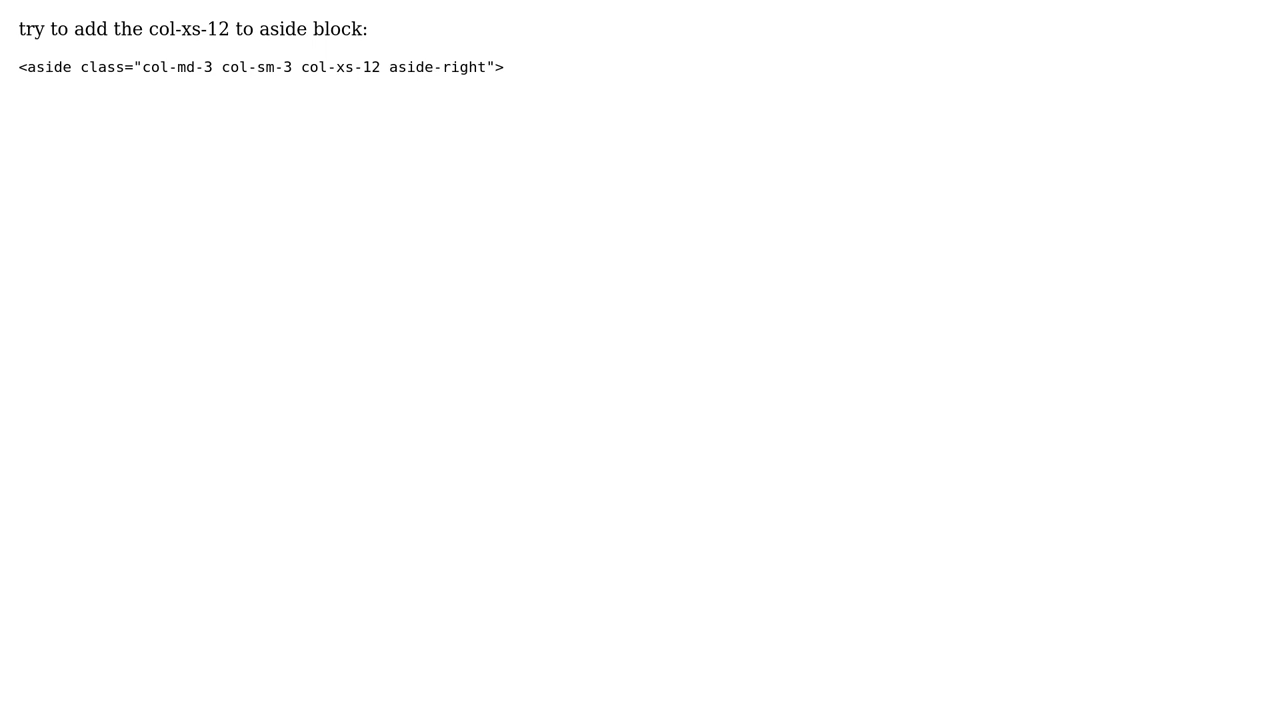 try to add the col-xs-12 to aside block:
<aside class="col-md-3 col-sm-3 col-xs-12 aside-right">